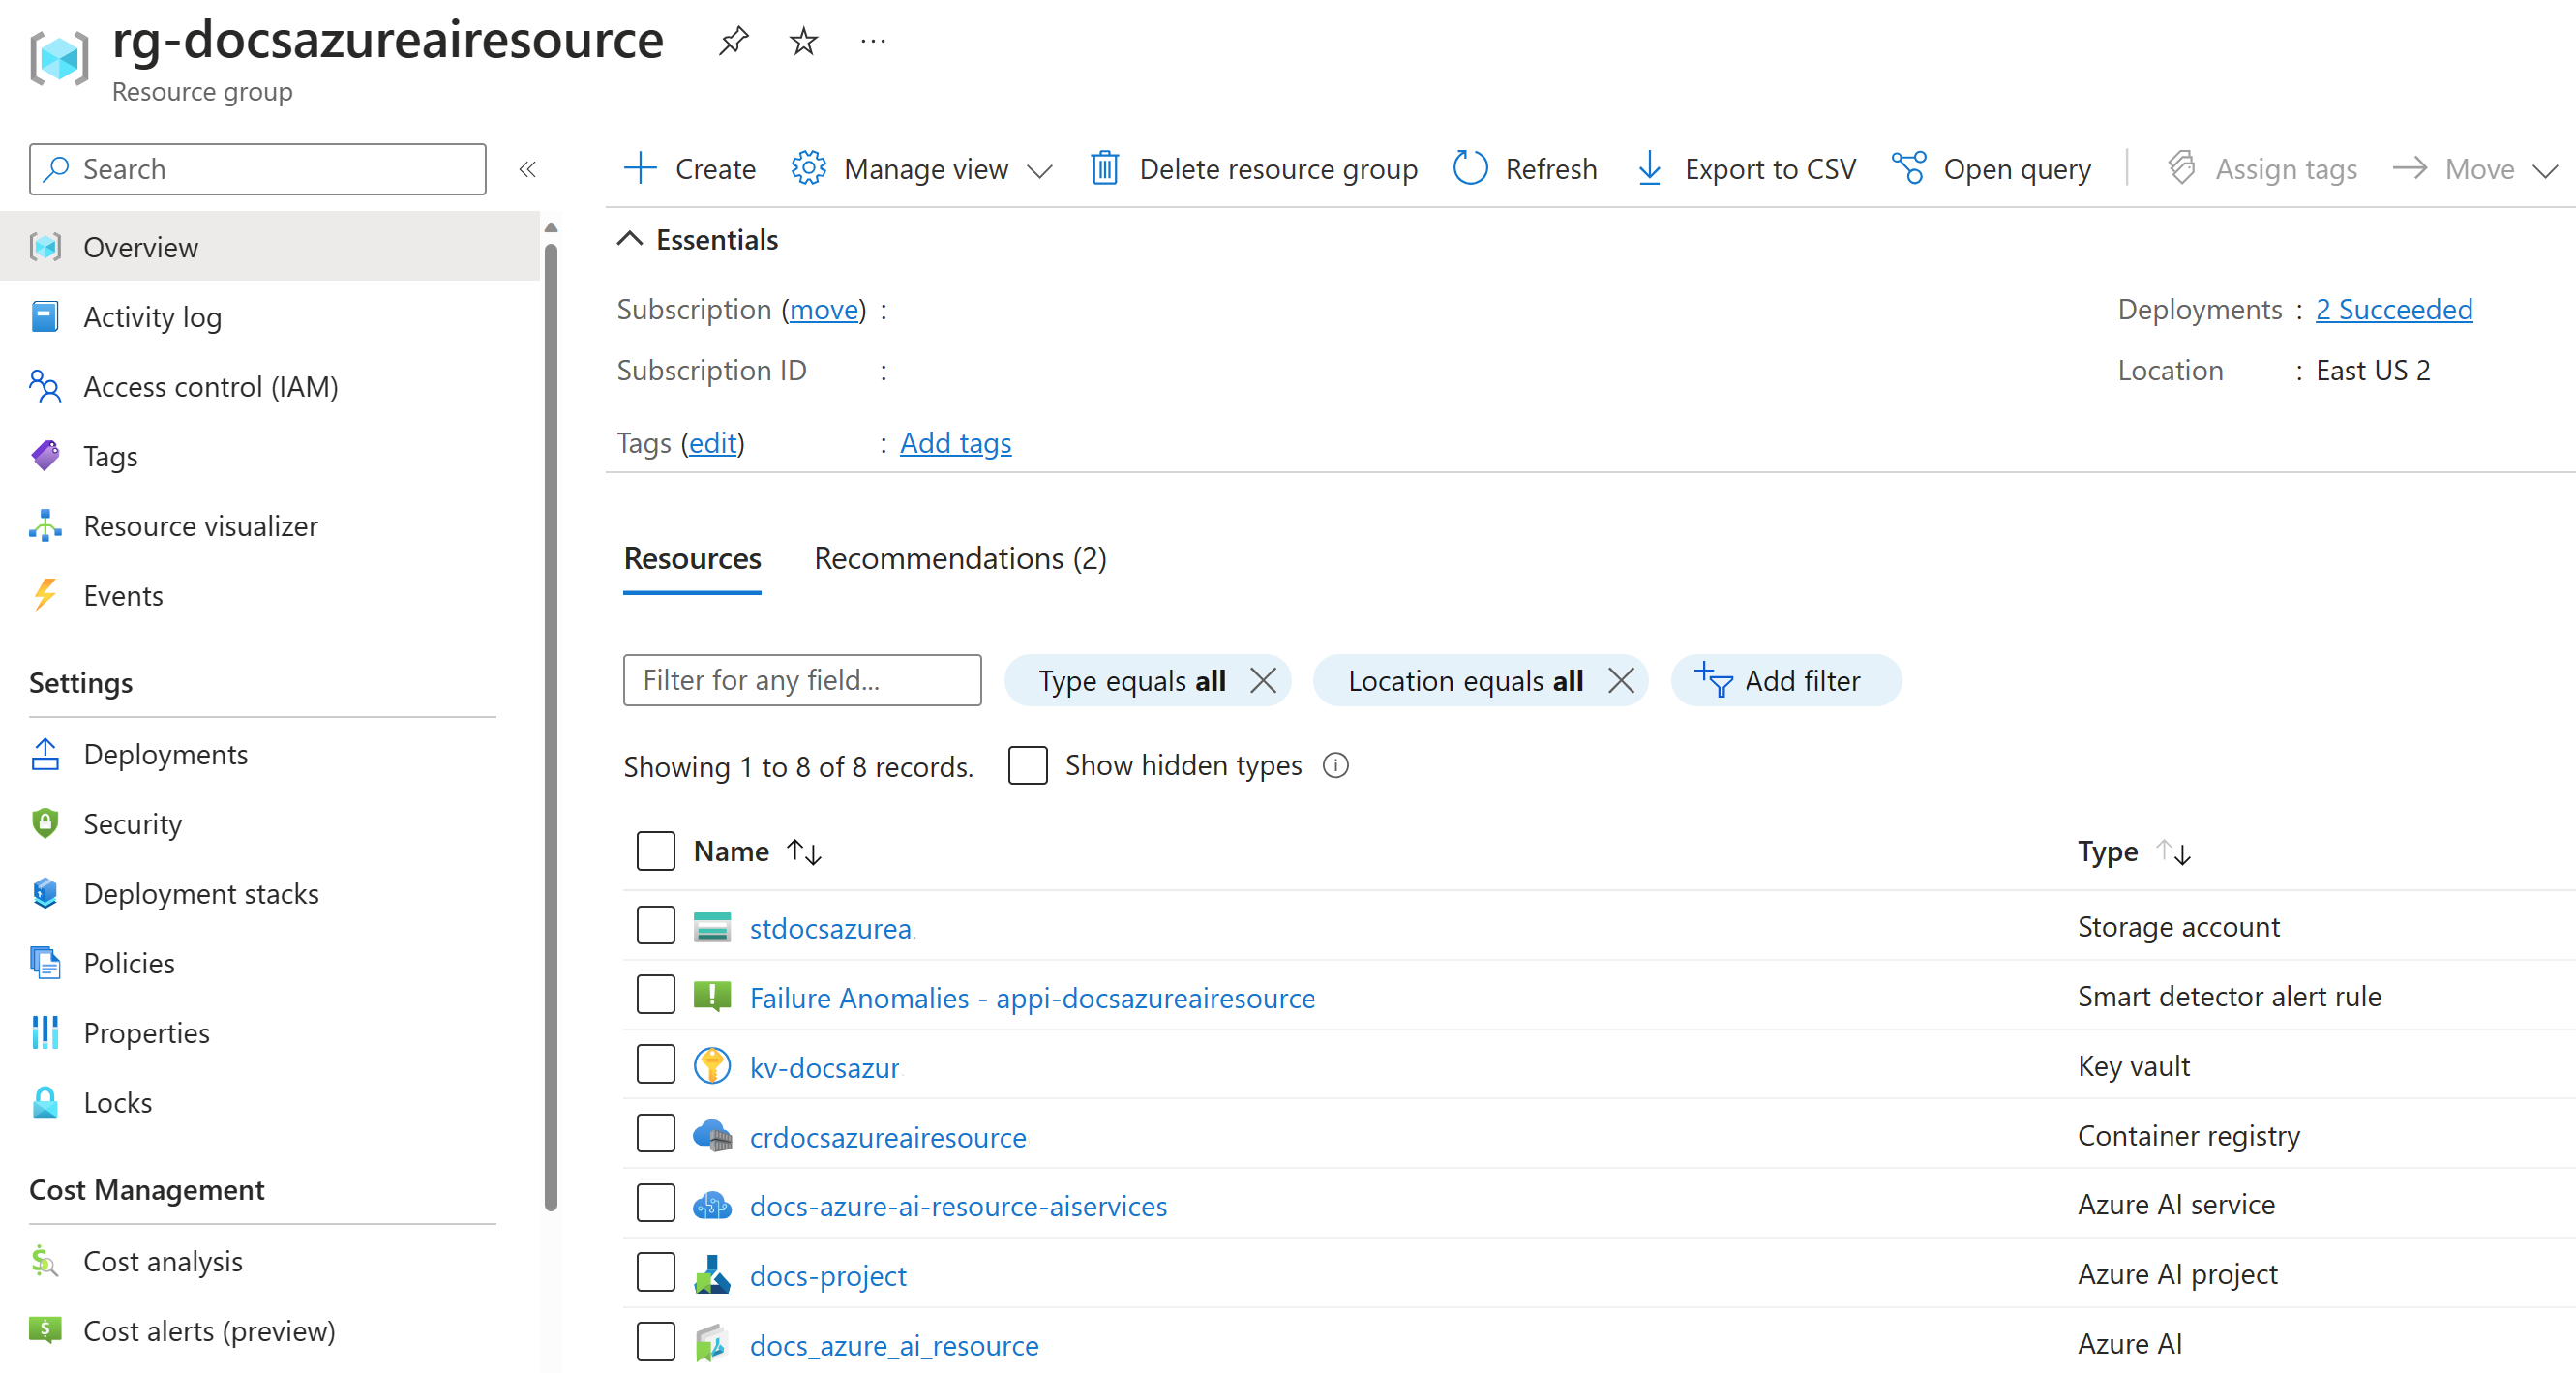 rg-docsazureairesource
Resource group
Search
Overview
Activity log
Access control (IAM)
Tags
Resource visualizer
Events
Settings
Deployments
Security
Deployment stacks
Policies
Properties
Locks
Cost Management
Cost analysis
Cost alerts (preview)
Create Manage view Delete resource group Refresh Export to CSV Open query Assign tags Move
Essentials
Subscription (move) :
Deployments : 2 Succeeded
Subscription ID :
Location : East US 2
Tags (edit) : Add tags
Resources Recommendations (2)
Filter for any field... Type equals all Location equals all Add filter
Showing 1 to 8 of 8 records. Show hidden types
Name Type
stdocsazurea Storage account
Failure Anomalies - appi-docsazureairesource Smart detector alert rule
kv-docsazur Key vault
crdocsazureairesource Container registry
docs-azure-ai-resource-aiservices Azure AI service
docs-project Azure AI project
docs_azure_ai_resource Azure AI